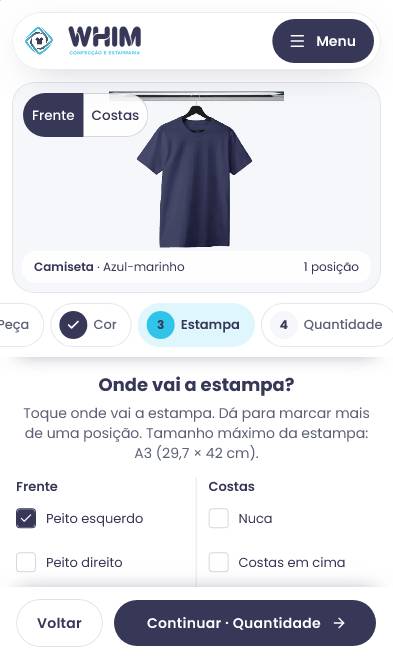 WHIM
CONFECÇÃO E ESTAMPARIA
Menu
Frente
Costas
Camiseta · Azul-marinho
1 posição
Peça
Cor
3 Estampa
4 Quantidade
Onde vai a estampa?
Toque onde vai a estampa. Dá para marcar mais
de uma posição. Tamanho máximo da estampa:
A3 (29,7 × 42 cm).
Frente
Costas
Peito esquerdo
Nuca
Peito direito
Costas em cima
Voltar
Continuar · Quantidade →